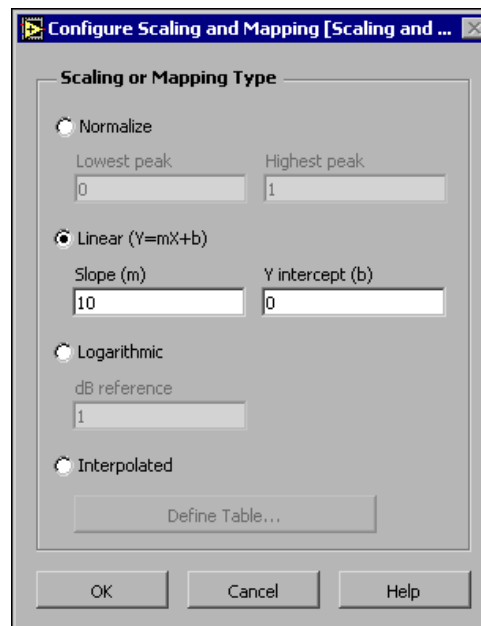 Configure Scaling and Mapping [Scaling and ...
Scaling or Mapping Type
Normalize
Lowest peak Highest peak
0 1
Linear (Y=mX+b)
Slope (m) Y intercept (b)
10 0
Logarithmic
dB reference
1
Interpolated
Define Table...
OK Cancel Help